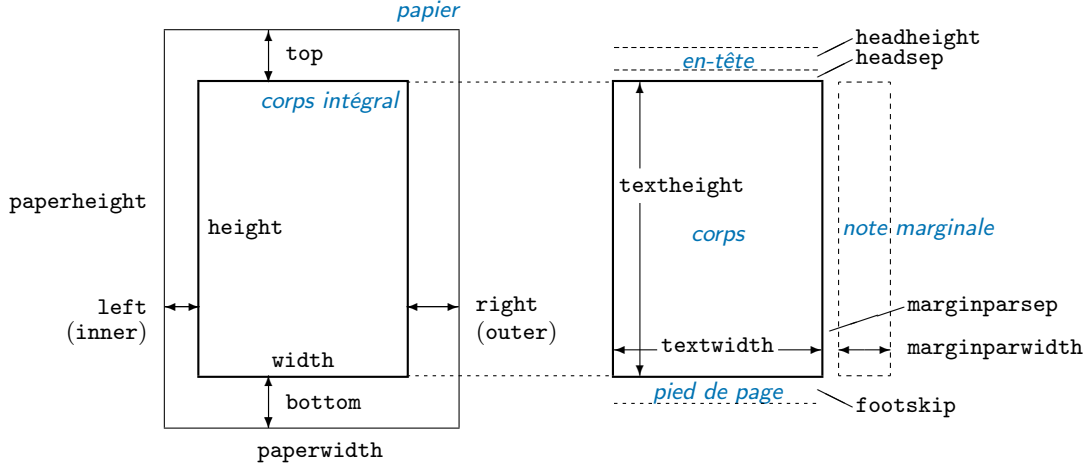 papier
top
corps intégral
paperheight
height
left
(inner)
right
(outer)
width
bottom
paperwidth
headheight
en-tête
headsep
textheight
corps
note marginale
marginparsep
textwidth
marginparwidth
pied de page
footskip